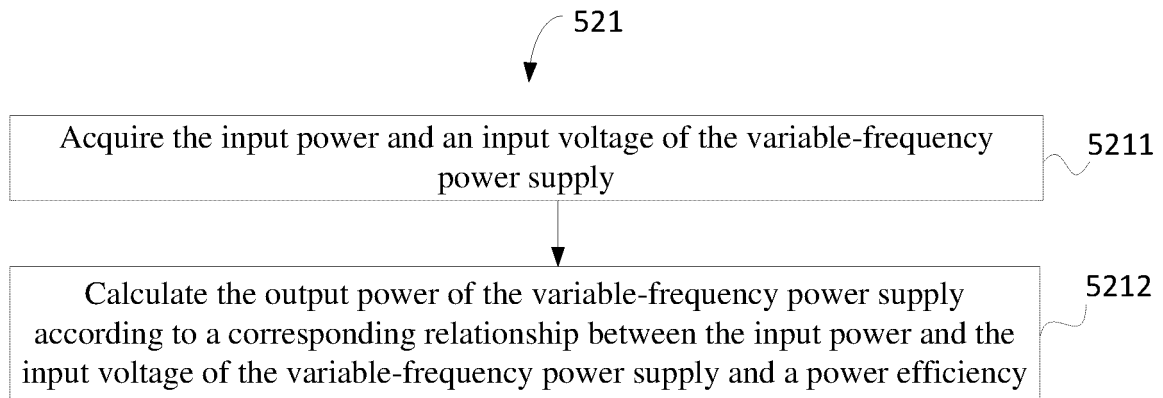 521
Acquire the input power and an input voltage of the variable-frequency
power supply
5211
Calculate the output power of the variable-frequency power supply
according to a corresponding relationship between the input power and the
input voltage of the variable-frequency power supply and a power efficiency
5212